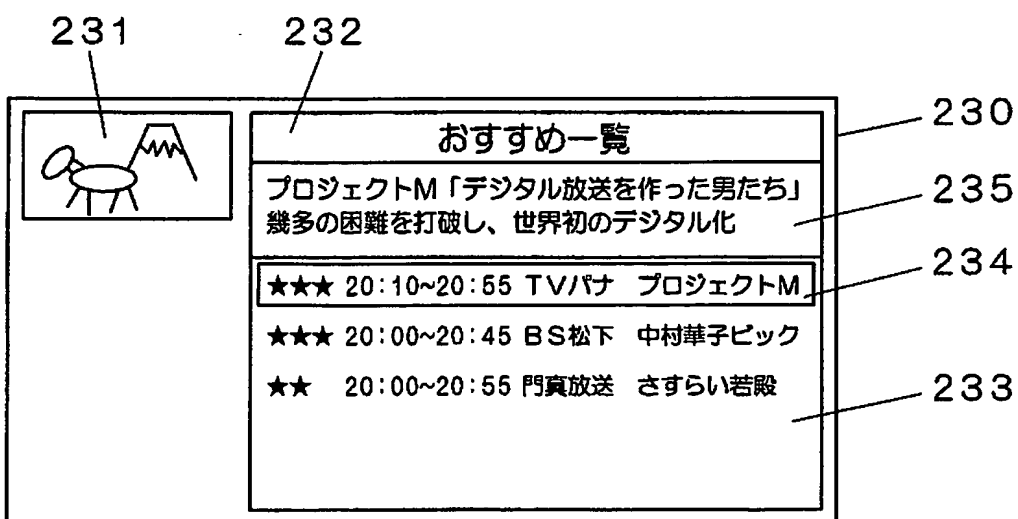 231
232
230
おすすめ一覧
プロジェクトM「デジタル放送を作った男たち」
235
幾多の困難を打破し、世界初のデジタル化
234
★★★ 20:10~20:55 TVパナ プロジェクトM
★★★ 20:00~20:45 BS松下 中村華子ビック
★★ 20:00~20:55 門真放送 さすらい若殿
233